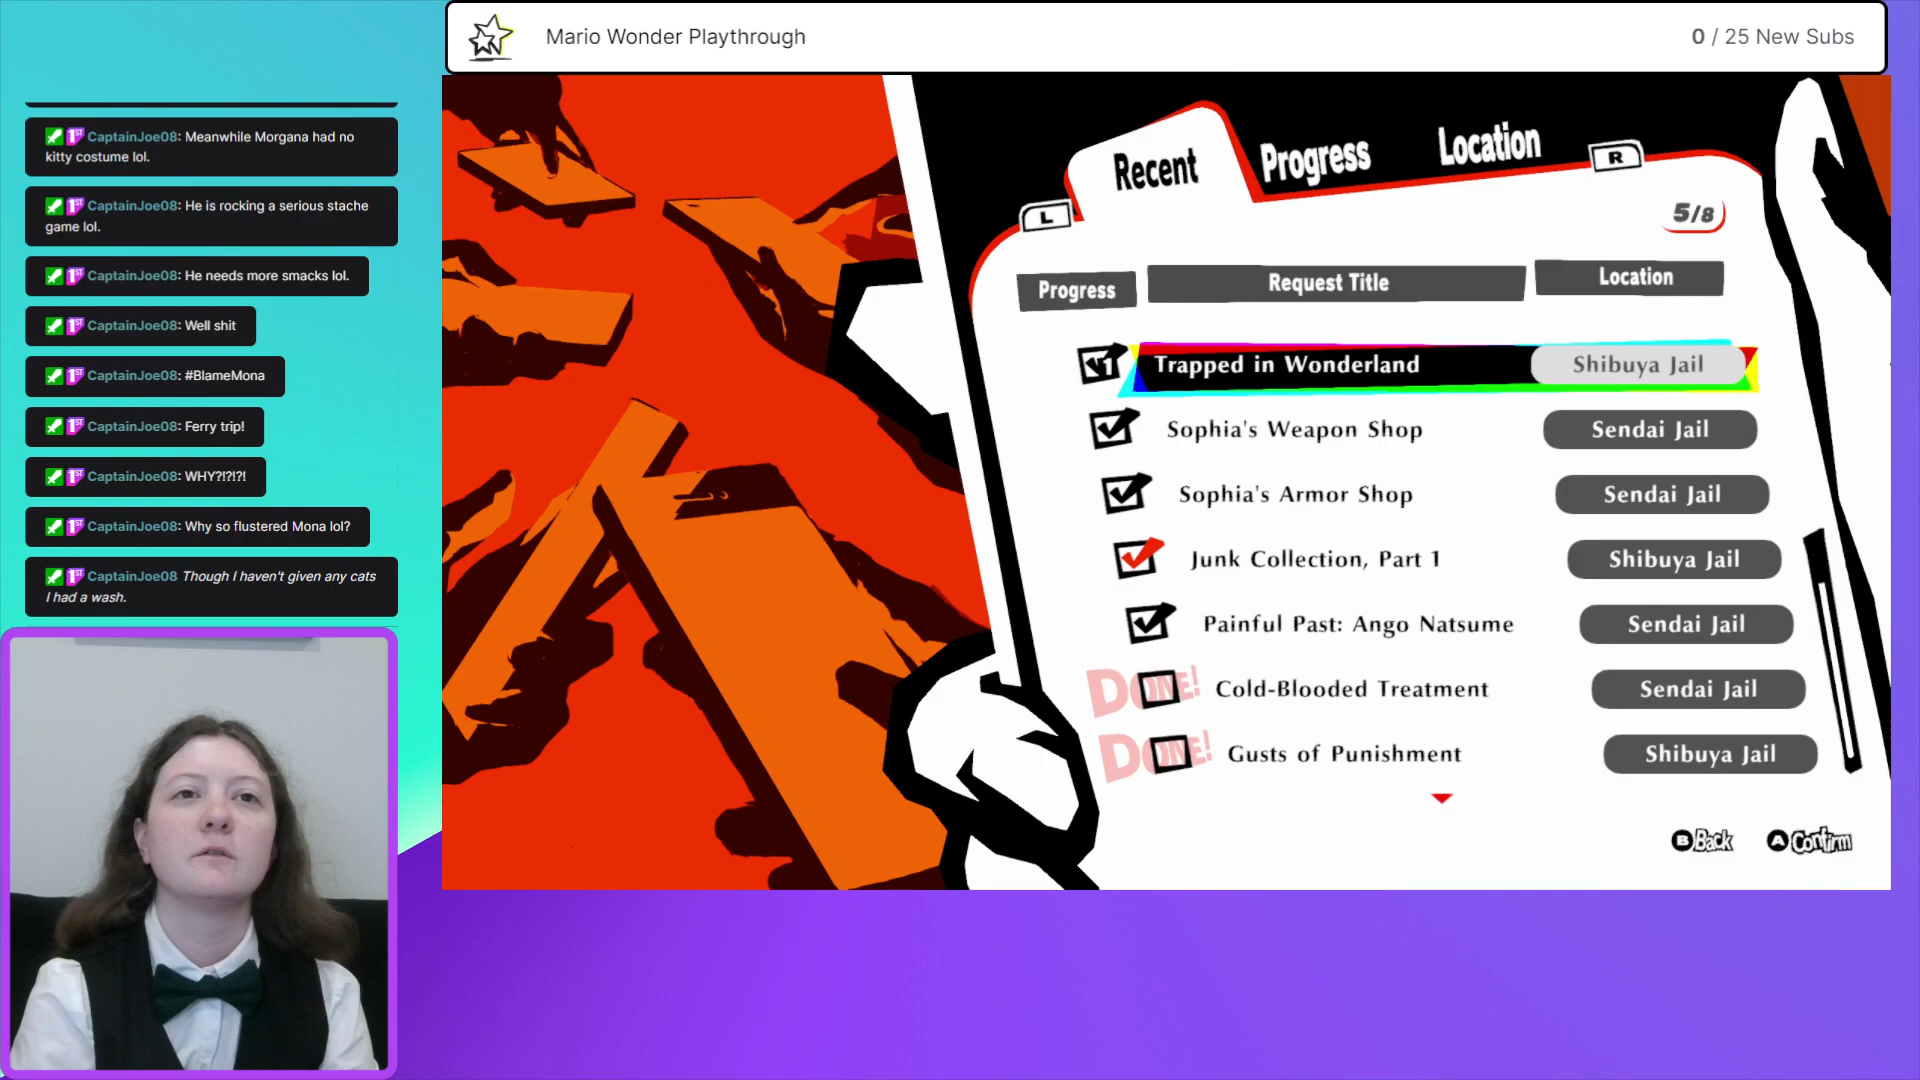 Mario Wonder Playthrough
0 / 25 New Subs
CaptainJoe08: Meanwhile Morgana had no
kitty costume lol.
CaptainJoe08: He is rocking a serious stache
game lol.
CaptainJoe08: He needs more smacks lol.
CaptainJoe08: Well shit
CaptainJoe08: #BlameMona
CaptainJoe08: Ferry trip!
CaptainJoe08: WHY?!?!?!
CaptainJoe08: Why so flustered Mona lol?
CaptainJoe08 Though I haven't given any cats
I had a wash.
L
Recent
Progress
Location
R
5/8
Progress
Request Title
Location
Trapped in Wonderland
Shibuya Jail
Sophia's Weapon Shop
Sendai Jail
Sophia's Armor Shop
Sendai Jail
Junk Collection, Part 1
Shibuya Jail
Painful Past: Ango Natsume
Sendai Jail
DONE!
Cold-Blooded Treatment
Sendai Jail
DONE!
Gusts of Punishment
Shibuya Jail
B Back
A Confirm